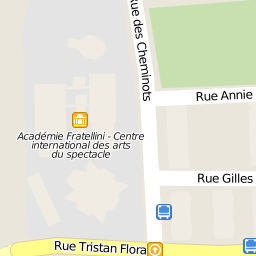 Rue des Cheminots
Rue Annie
Académie Fratellini - Centre
international des arts
du spectacle
Rue Gilles
Rue Tristan Flora